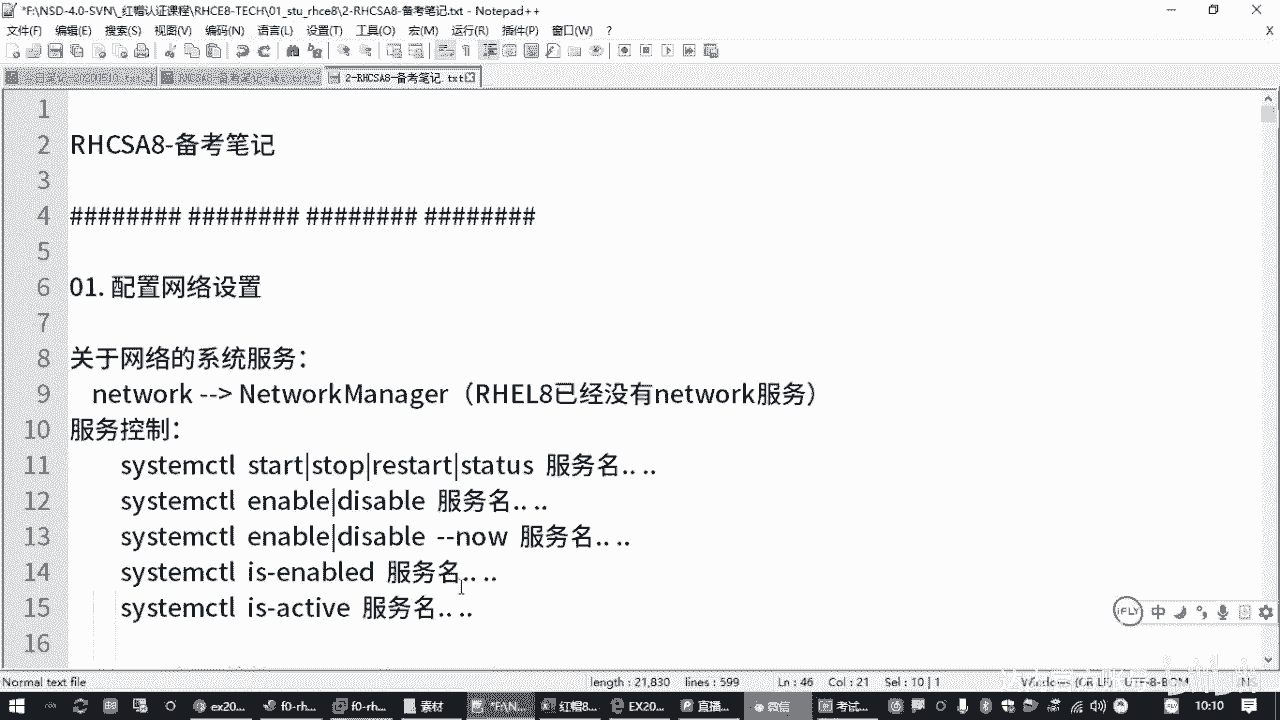 *F:\NSD-4.0-SVN\_红帽认证课程\RHCE8-TECH\01_stu_rhce8\2-RHCSA8-备考笔记.txt - Notepad++
文件(F) 编辑(E) 搜索(S) 视图(V) 编码(N) 语言(L) 设置(T) 工具(O) 宏(M) 运行(R) 插件(P) 窗口(W) ? X
2-RHCSA8-备考笔记.txt
1
2 RHCSA8-备考笔记
3
4 ######## ######## ######## ########
5
6 01. 配置网络设置
7
8 关于网络的系统服务：
9 network --> NetworkManager（RHEL8已经没有network服务）
10 服务控制：
11 systemctl start|stop|restart|status 服务名.. ..
12 systemctl enable|disable 服务名.. ..
13 systemctl enable|disable --now 服务名.. ..
14 systemctl is-enabled 服务名.. ..
15 systemctl is-active 服务名.. ..
16
iFLY 中
Normal text file length : 21,830 lines : 599 Ln : 46 Col : 21 Sel : 10 | 1 Windows (CR LF) UTF-8-BOM
ex20... f0-rh... f0-rh... 素材 *F:\N... 红帽8... EX20... 直播... 微信 考试... 10:10